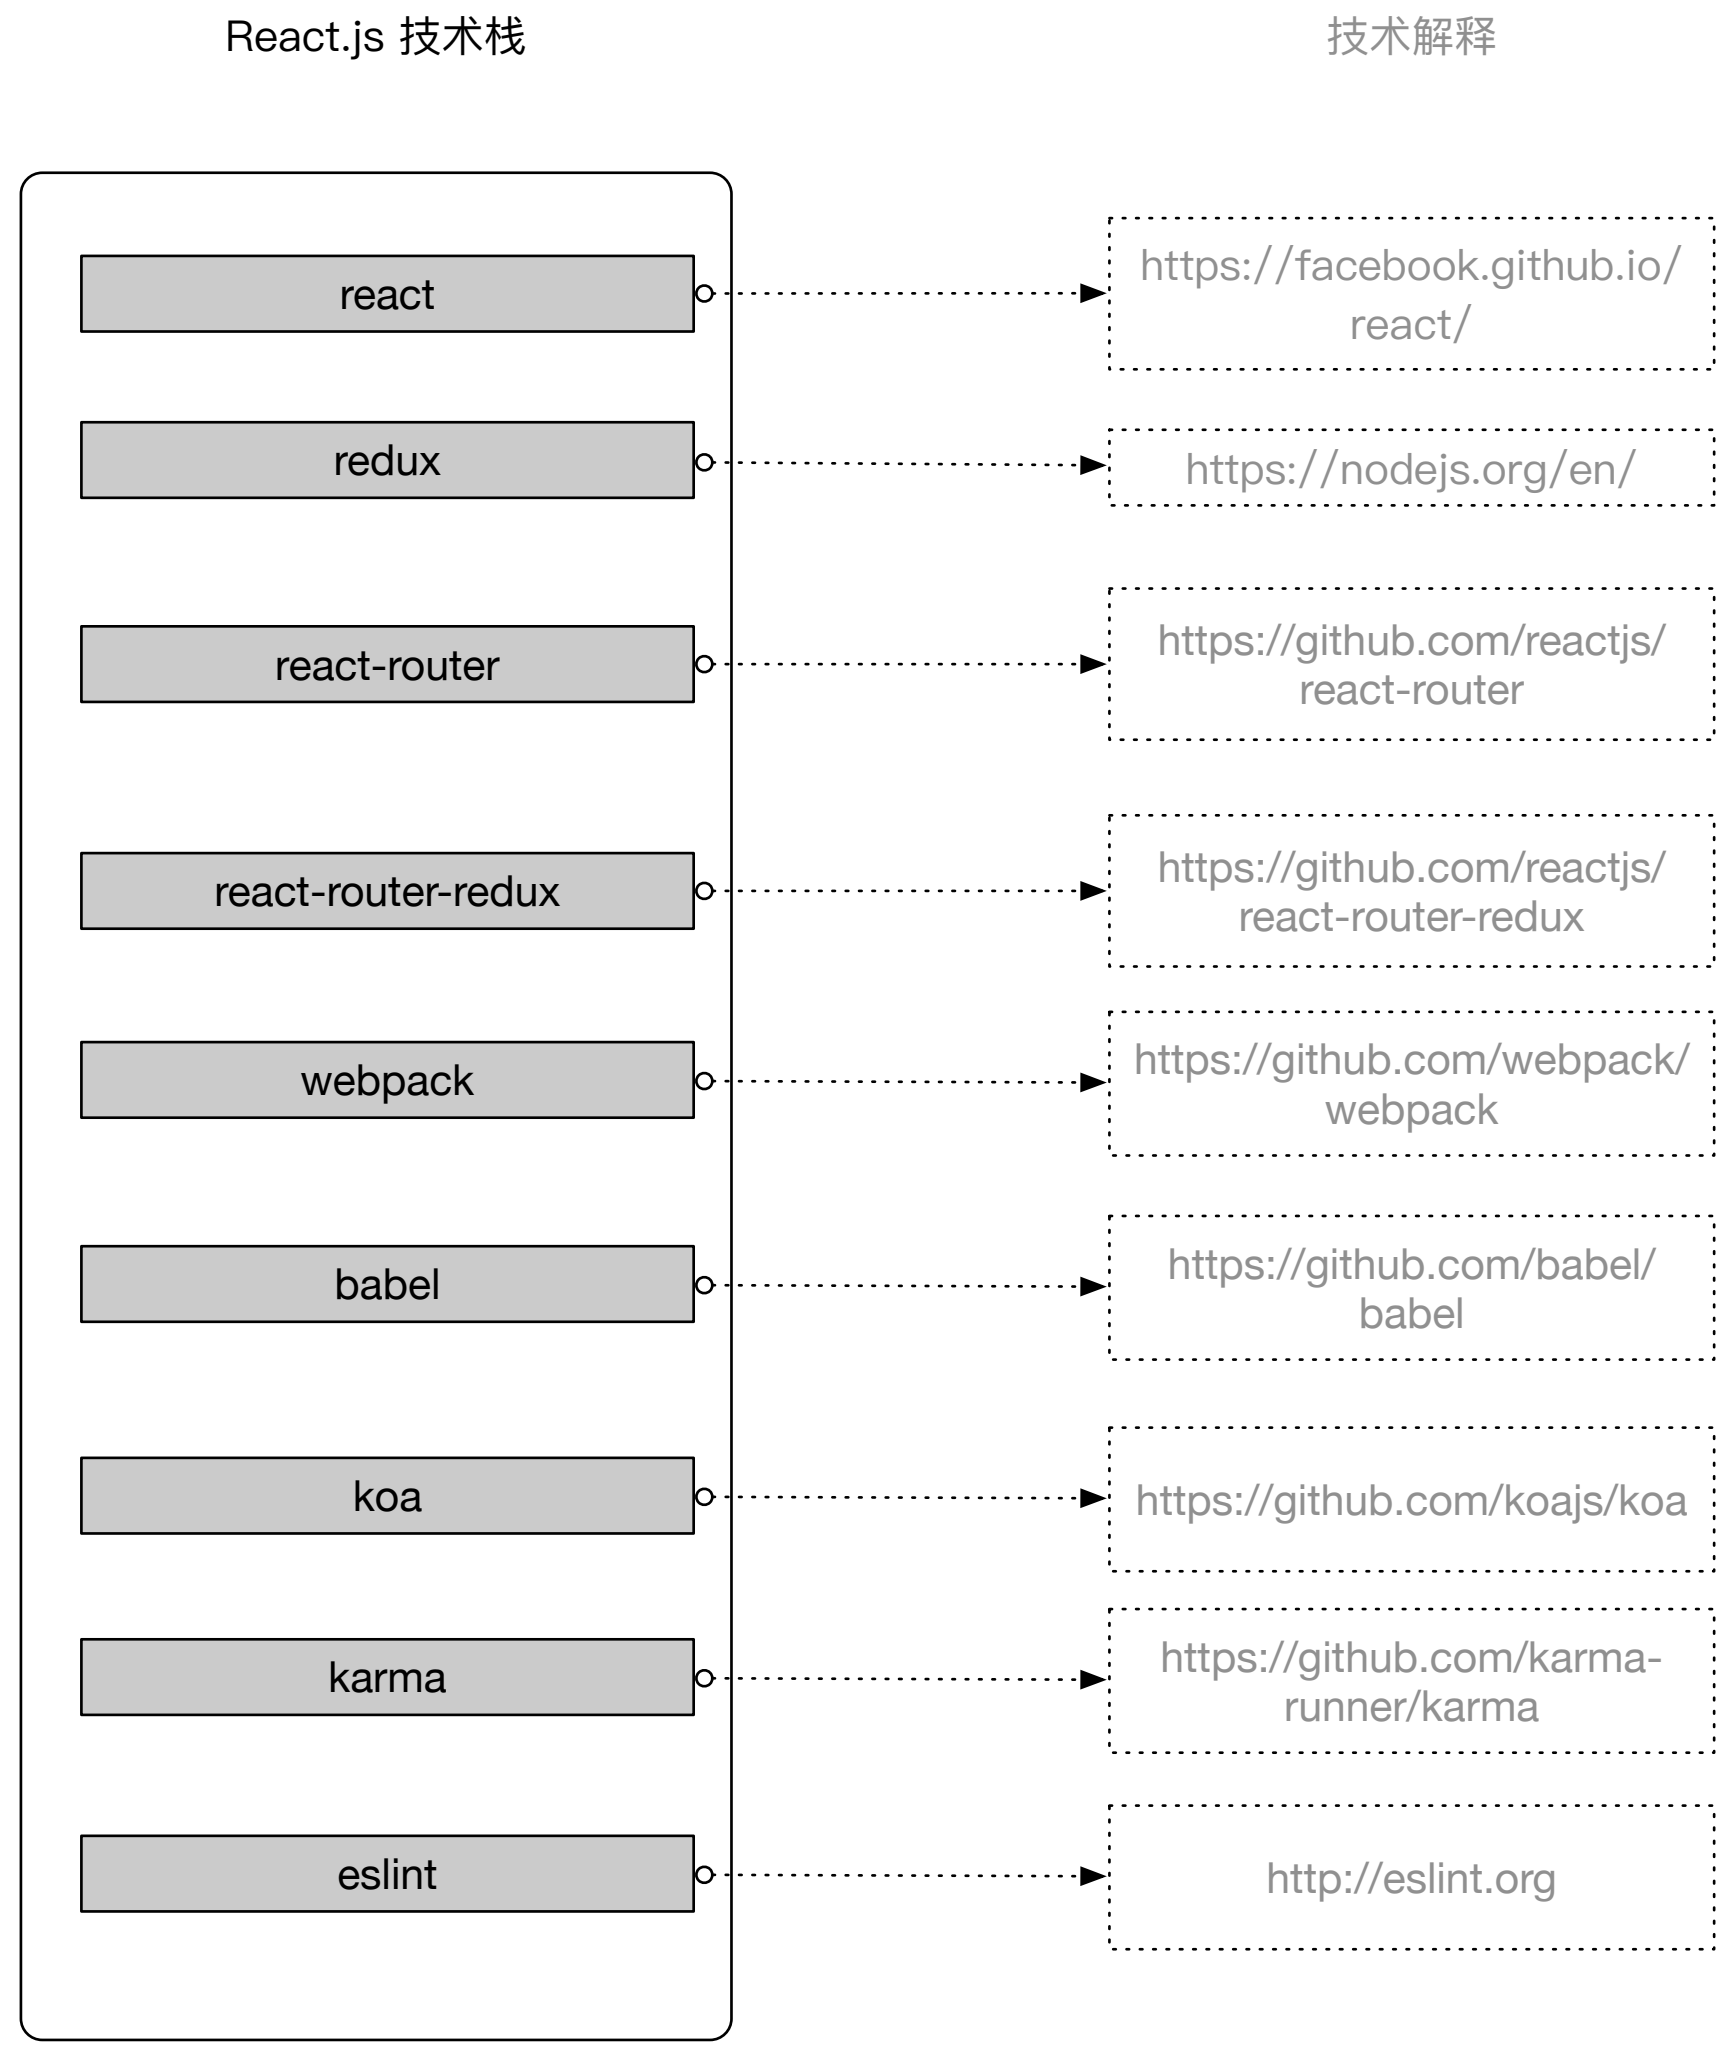 React.js 技术栈
技术解释
react
https://facebook.github.io/
react/
redux
https://nodejs.org/en/
react-router
https://github.com/reactjs/
react-router
react-router-redux
https://github.com/reactjs/
react-router-redux
webpack
https://github.com/webpack/
webpack
babel
https://github.com/babel/
babel
koa
https://github.com/koajs/koa
karma
https://github.com/karma-
runner/karma
eslint
http://eslint.org